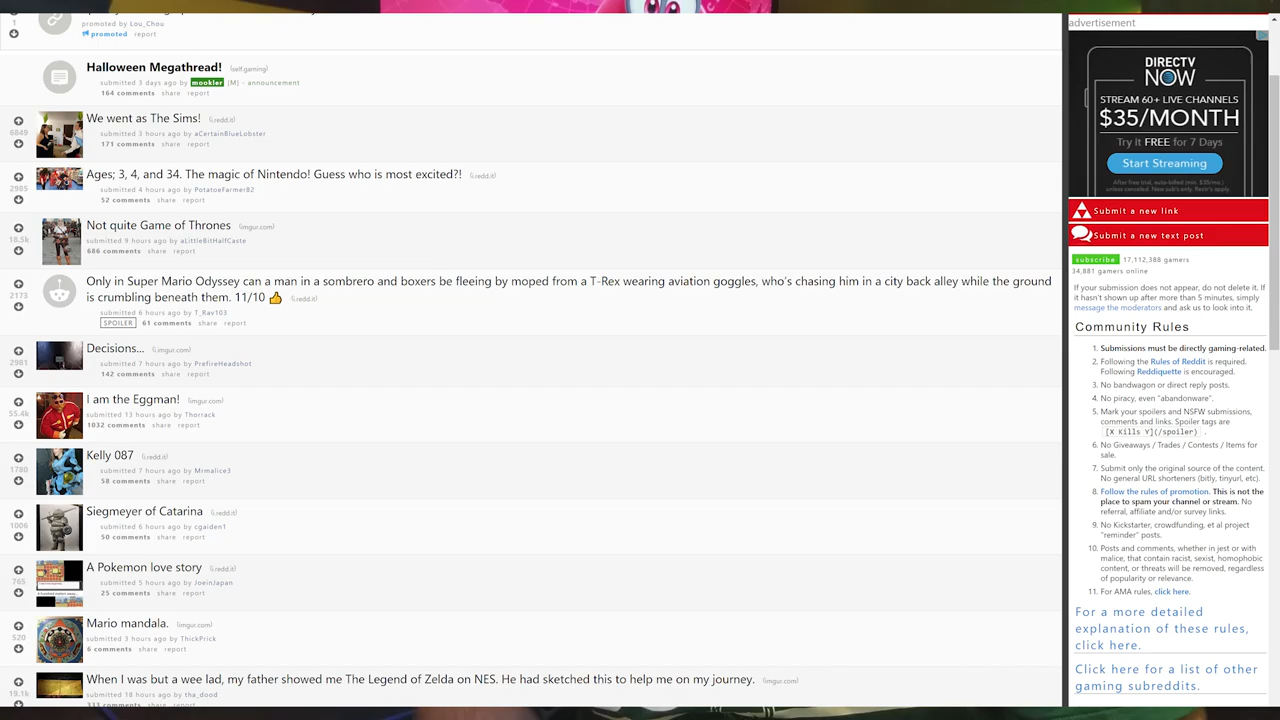 1
promoted by Lou_Chou
promoted report
Halloween Megathread! (self.gaming)
submitted 3 days ago by mookler [M] - announcement
164 comments share report
We went as The Sims! (i.redd.it)
6849
submitted 3 hours ago by aCertainBlueLobster
171 comments share report
Ages; 3, 4, and 34. The magic of Nintendo! Guess who is most excited?! (i.redd.it)
2985
submitted 4 hours ago by PotatoeFarmer82
52 comments share report
Not quite Game of Thrones (imgur.com)
18.5k
submitted 9 hours ago by aLittleBitHalfCaste
686 comments share report
Only in Super Mario Odyssey can a man in a sombrero and boxers be fleeing by moped from a T-Rex wearing aviation goggles, who's chasing him in a city back alley while the ground
2173
is crumbling beneath them. 11/10 👍 (i.redd.it)
submitted 6 hours ago by T_Rav103
SPOILER 61 comments share report
Decisions... (i.imgur.com)
2981
submitted 7 hours ago by PrefireHeadshot
142 comments share report
I am the Eggman! (imgur.com)
55.4k
submitted 13 hours ago by Thorrack
1032 comments share report
Kelly 087 (i.redd.it)
1780
submitted 7 hours ago by Mrmalice3
58 comments share report
Siegmeyer of Catarina (i.redd.it)
1006
submitted 6 hours ago by cgaiden1
50 comments share report
A Pokemon love story (i.redd.it)
765
submitted 5 hours ago by JoeinJapan
25 comments share report
Mario mandala. (imgur.com)
520
submitted 3 hours ago by ThickPrick
6 comments share report
When I was but a wee lad, my father showed me The Legend of Zelda on NES. He had sketched this to help me on my journey. (imgur.com)
19.1k
submitted 18 hours ago by tha_dood
333 comments share report
advertisement
DIRECTV
NOW
STREAM 60+ LIVE CHANNELS
$35/MONTH
Try it FREE for 7 Days
Start Streaming
After free trial, auto-billed (min. $35/mo.)
unless canceled. New subs only. Restr's apply.
Submit a new link
Submit a new text post
subscribe 17,112,388 gamers
34,881 gamers online
If your submission does not appear, do not delete it. If
it hasn't shown up after more than 5 minutes, simply
message the moderators and ask us to look into it.
Community Rules
1. Submissions must be directly gaming-related.
2. Following the Rules of Reddit is required.
Following Reddiquette is encouraged.
3. No bandwagon or direct reply posts.
4. No piracy, even "abandonware".
5. Mark your spoilers and NSFW submissions,
comments and links. Spoiler tags are
[X Kills Y](/spoiler) .
6. No Giveaways / Trades / Contests / Items for
sale.
7. Submit only the original source of the content.
No general URL shorteners (bitly, tinyurl, etc).
8. Follow the rules of promotion. This is not the
place to spam your channel or stream. No
referral, affiliate and/or survey links.
9. No Kickstarter, crowdfunding, et al project
"reminder" posts.
10. Posts and comments, whether in jest or with
malice, that contain racist, sexist, homophobic
content, or threats will be removed, regardless
of popularity or relevance.
11. For AMA rules, click here.
For a more detailed
explanation of these rules,
click here.
Click here for a list of other
gaming subreddits.